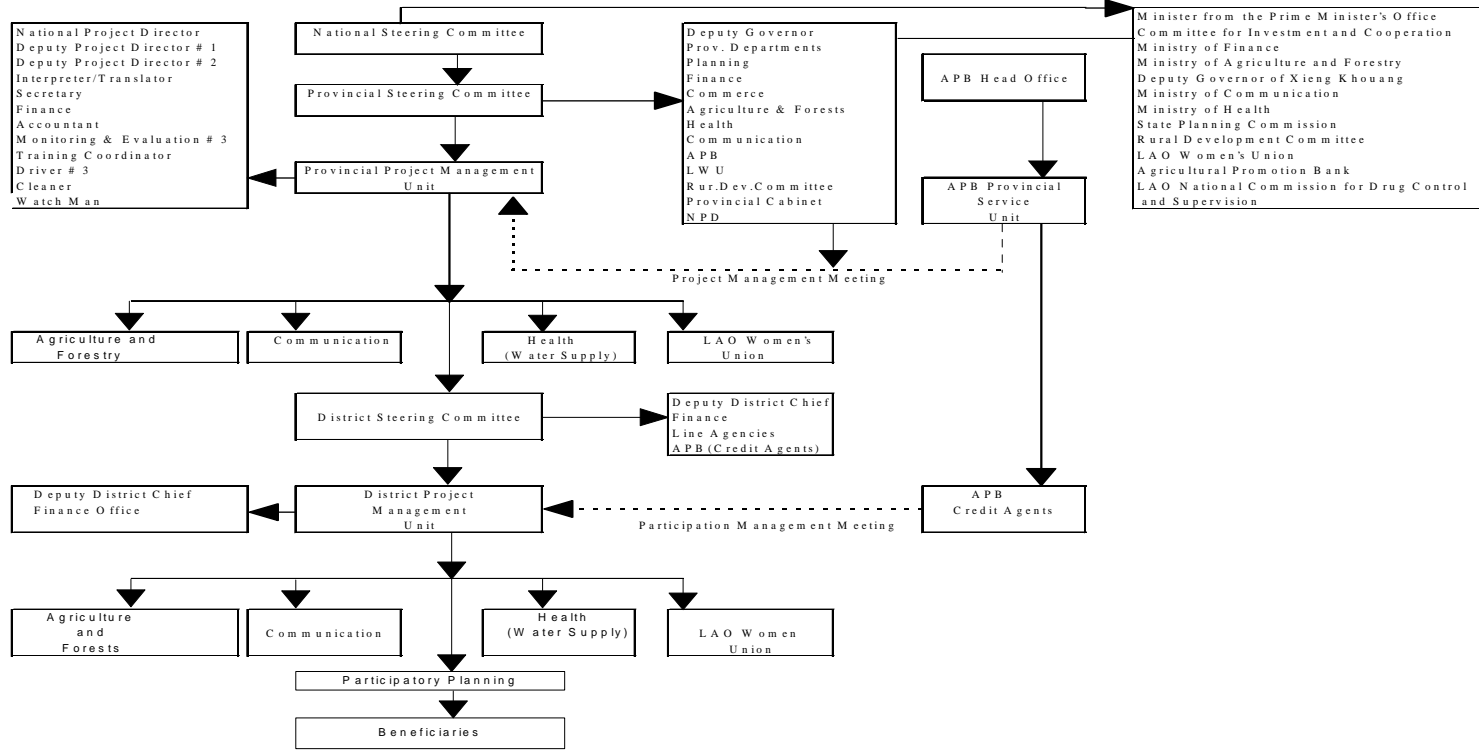 National Project Director
Deputy Project Director # 1
Deputy Project Director # 2
Interpreter/Translator
Secretary
Finance
Accountant
Monitoring & Evaluation # 3
Training Coordinator
Driver # 3
Cleaner
Watch Man
National Steering Committee
Provincial Steering Committee
Provincial Project Management
Unit
Deputy Governor
Prov. Departments
Planning
Finance
Commerce
Agriculture & Forests
Health
Communication
APB
LWU
Rur.Dev.Committee
Provincial Cabinet
NPD
APB Head Office
APB Provincial
Service
Unit
Minister from the Prime Minister's Office
Committee for Investment and Cooperation
Ministry of Finance
Ministry of Agriculture and Forestry
Deputy Governor of Xieng Khouang
Ministry of Communication
Ministry of Health
State Planning Commission
Rural Development Committee
LAO Women's Union
Agricultural Promotion Bank
LAO National Commission for Drug Control
and Supervision
Project Management Meeting
Agriculture and
Forestry
Communication
Health
(Water Supply)
LAO Women's
Union
District Steering Committee
Deputy District Chief
Finance
Line Agencies
APB (Credit Agents)
Deputy District Chief
Finance Office
District Project
Management
Unit
Participation Management Meeting
APB
Credit Agents
Agriculture
and
Forests
Communication
Health
(Water Supply)
LAO Women
Union
Participatory Planning
Beneficiaries